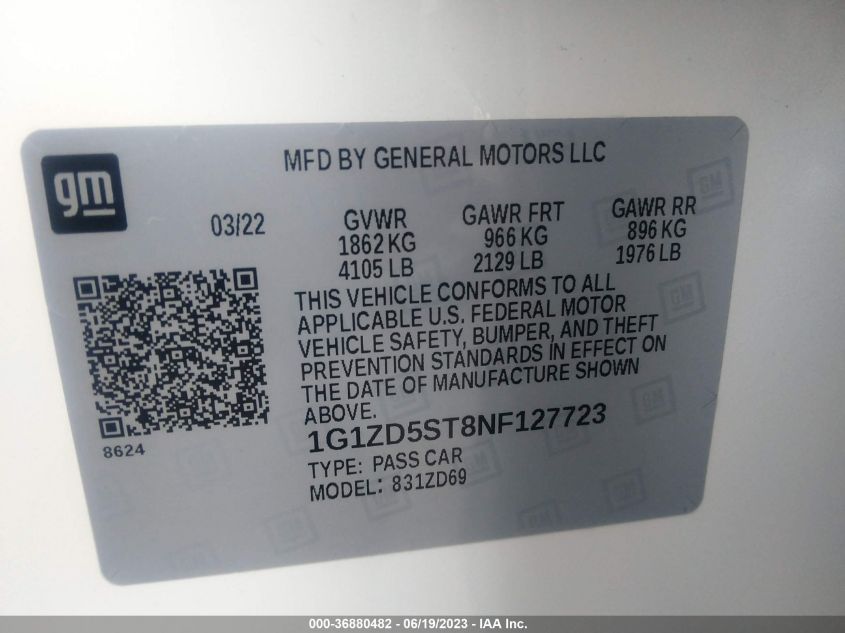 MFD BY GENERAL MOTORS LLC
gm
03/22 GVWR GAWR FRT GAWR RR
1862 KG 966 KG 896 KG
4105 LB 2129 LB 1976 LB
THIS VEHICLE CONFORMS TO ALL
APPLICABLE U.S. FEDERAL MOTOR
VEHICLE SAFETY, BUMPER, AND THEFT
PREVENTION STANDARDS IN EFFECT ON
THE DATE OF MANUFACTURE SHOWN
ABOVE.
8624
1G1ZD5ST8NF127723
TYPE: PASS CAR
MODEL: 831ZD69
000-36880482 - 06/19/2023 - IAA Inc.